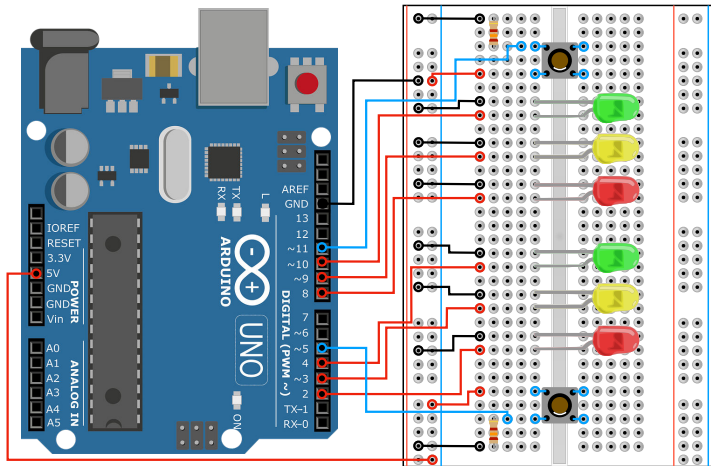 AREF
GND
13
12
~11
~10
~9
8
7
~6
~5
4
~3
2
TX-1
RX-0
IOREF
RESET
3.3V
5V
GND
GND
Vin
A0
A1
A2
A3
A4
A5
POWER
ANALOG IN
RX
TX
L
ARDUINO
UNO
DIGITAL (PWM ~)
ON